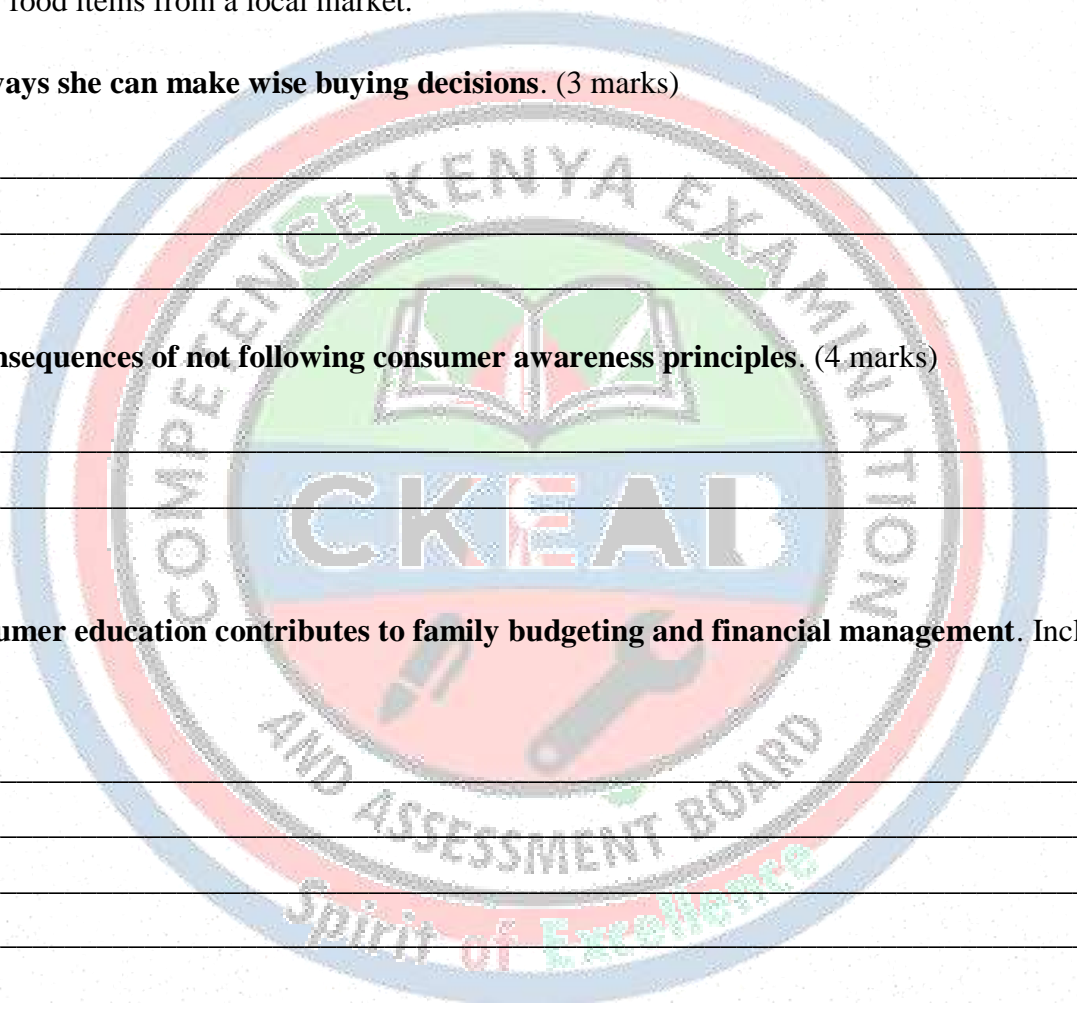 food items from a local market.
ways she can make wise buying decisions. (3 marks)
COMPETENCE KENYA EXAMINATION
nsequences of not following consumer awareness principles. (4 marks)
CKEAB
umer education contributes to family budgeting and financial management. Incl
AND ASSESSMENT BOARD
Spirit of Excellence